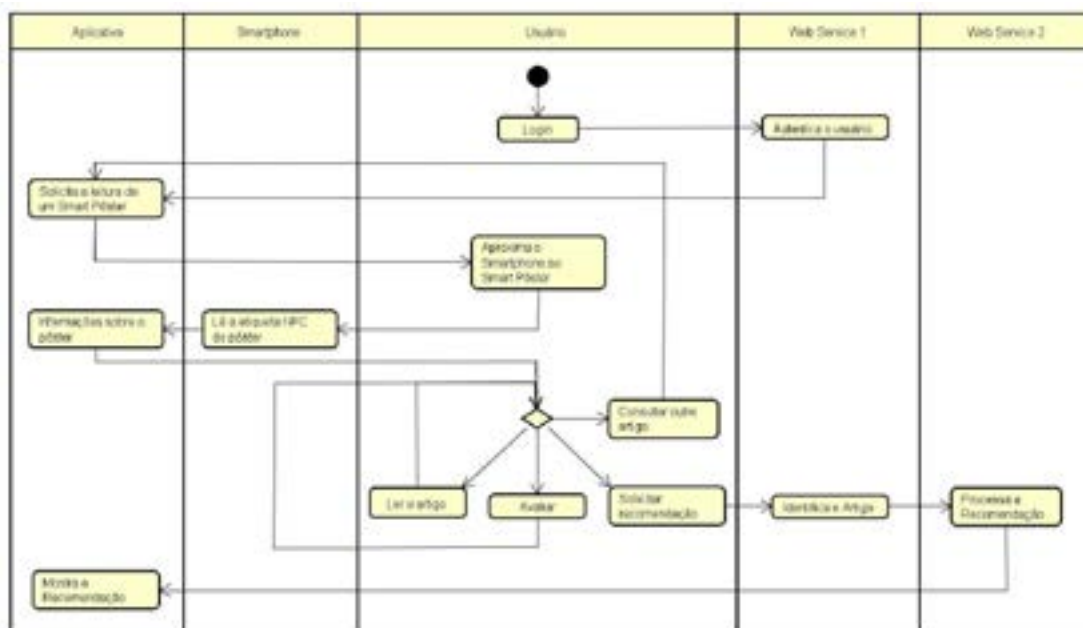 Aplicativo
Smartphone
Usuário
Web Service 1
Web Service 2
Login
Autentica o usuário
Solicita a leitura de
um Smart Pôster
Aproxima o
Smartphone ao
Smart Pôster
Informações sobre o
pôster
Lê a etiqueta NFC
do pôster
Consultar outro
artigo
Ler o artigo
Avaliar
Solicitar
recomendação
Identifica o Artigo
Processa a
Recomendação
Mostra a
Recomendação